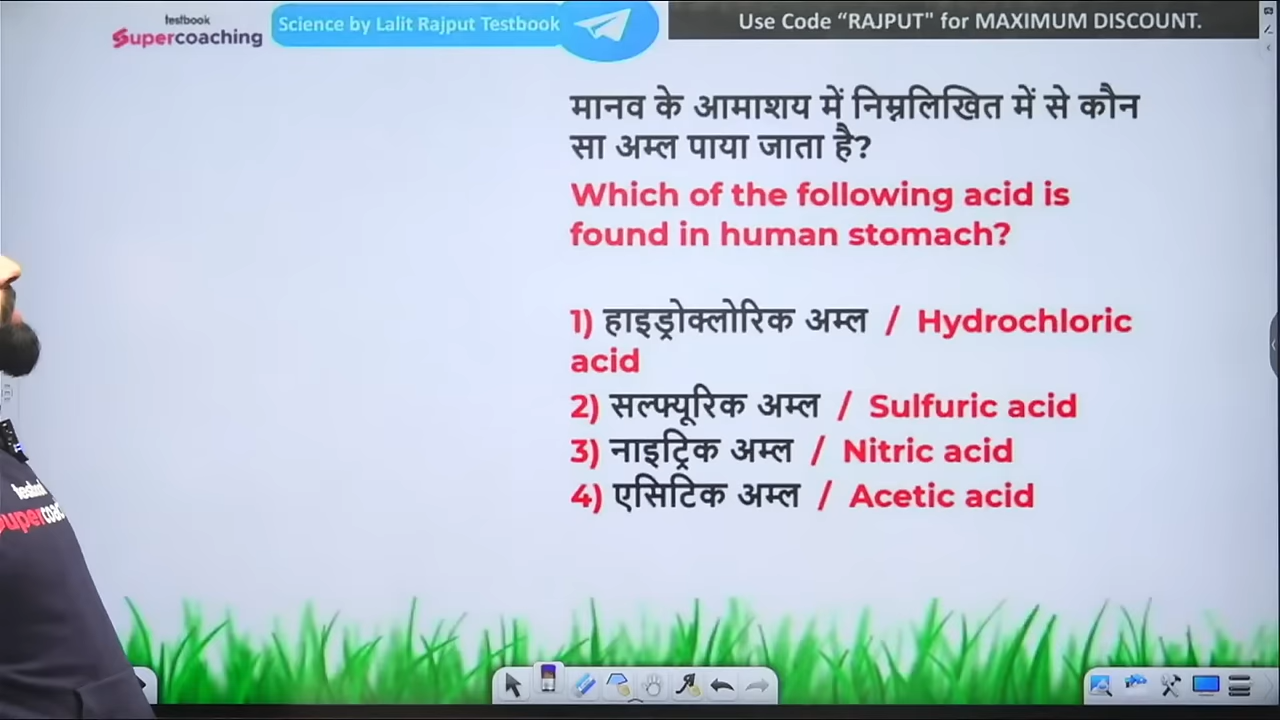 testbook
Supercoaching
Science by Lalit Rajput Testbook
Use Code “RAJPUT" for MAXIMUM DISCOUNT.
मानव के आमाशय में निम्नलिखित में से कौन
सा अम्ल पाया जाता है?
Which of the following acid is
found in human stomach?
1) हाइड्रोक्लोरिक अम्ल / Hydrochloric
acid
2) सल्फ्यूरिक अम्ल / Sulfuric acid
3) नाइट्रिक अम्ल / Nitric acid
4) एसिटिक अम्ल / Acetic acid